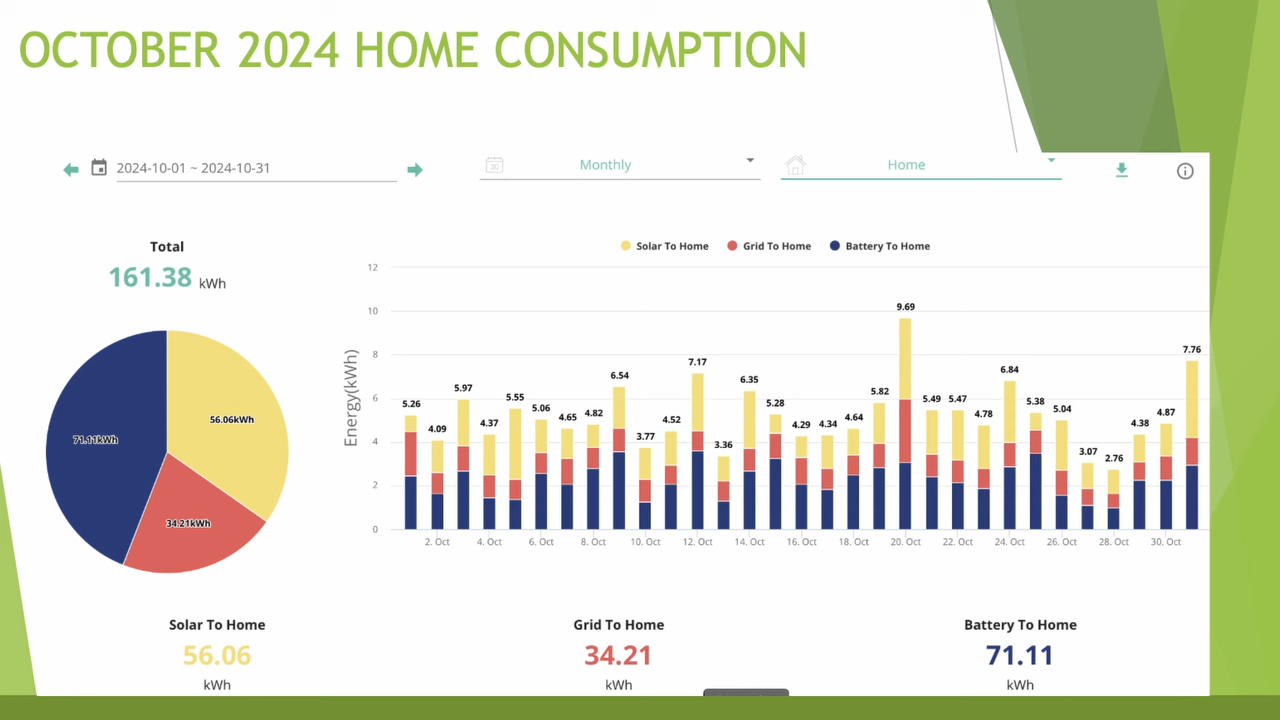 OCTOBER 2024 HOME CONSUMPTION
2024-10-01 ~ 2024-10-31
30
Monthly
Home
Total
161.38 kWh
Solar To Home
Grid To Home
Battery To Home
56.06kWh
71.11kWh
34.21kWh
Energy(kWh)
12
10
8
6
4
2
0
5.26
4.09
5.97
4.37
5.55
5.06
4.65
4.82
6.54
3.77
4.52
7.17
3.36
6.35
5.28
4.29
4.34
4.64
5.82
9.69
5.49
5.47
4.78
6.84
5.38
5.04
3.07
2.76
4.38
4.87
7.76
2. Oct
4. Oct
6. Oct
8. Oct
10. Oct
12. Oct
14. Oct
16. Oct
18. Oct
20. Oct
22. Oct
24. Oct
26. Oct
28. Oct
30. Oct
Solar To Home
56.06
kWh
Grid To Home
34.21
kWh
Battery To Home
71.11
kWh